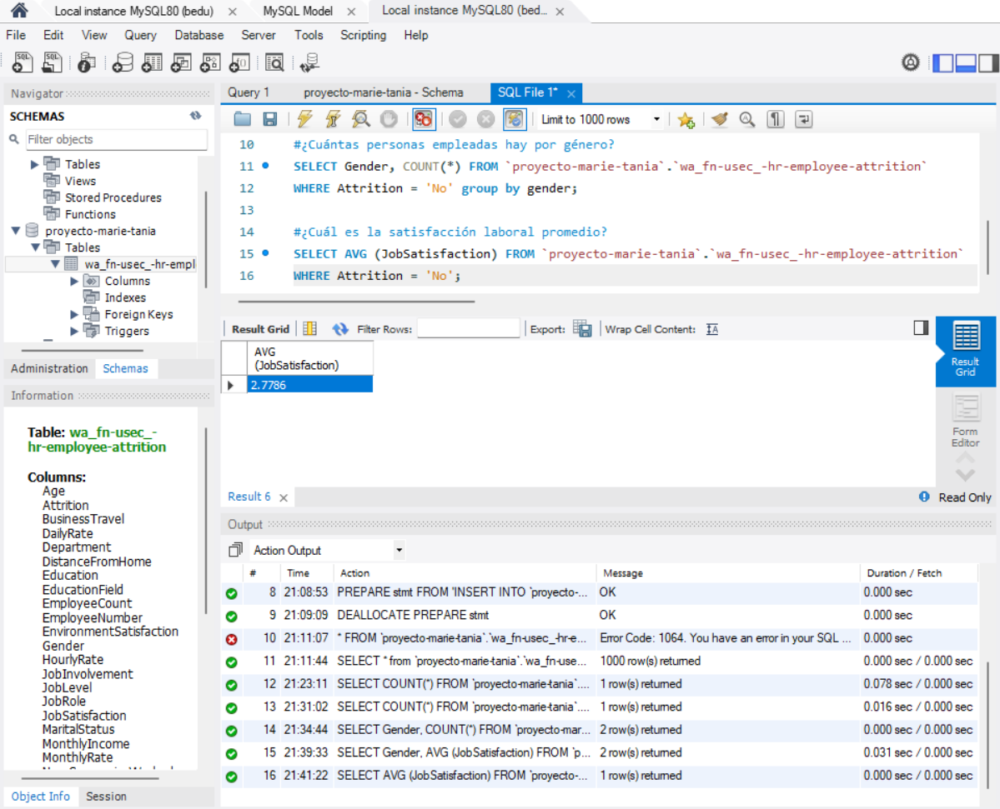 Local instance MySQL80 (bedu)
MySQL Model
Local instance MySQL80 (bed...
File Edit View Query Database Server Tools Scripting Help
SQL
SQL
Navigator
SCHEMAS
Filter objects
Tables
Views
Stored Procedures
Functions
proyecto-marie-tania
Tables
wa_fn-usec_-hr-empl
Columns
Indexes
Foreign Keys
Triggers
Administration Schemas
Information
Table: wa_fn-usec_-
hr-employee-attrition
Columns:
Age
Attrition
BusinessTravel
DailyRate
Department
DistanceFromHome
Education
EducationField
EmployeeCount
EmployeeNumber
EnvironmentSatisfaction
Gender
HourlyRate
JobInvolvement
JobLevel
JobRole
JobSatisfaction
MaritalStatus
MonthlyIncome
MonthlyRate
Object Info Session
Query 1 proyecto-marie-tania - Schema SQL File 1*
Limit to 1000 rows
10 #¿Cuántas personas empleadas hay por género?
11 SELECT Gender, COUNT(*) FROM `proyecto-marie-tania`.`wa_fn-usec_-hr-employee-attrition`
12 WHERE Attrition = 'No' group by gender;
13
14 #¿Cuál es la satisfacción laboral promedio?
15 SELECT AVG (JobSatisfaction) FROM `proyecto-marie-tania`.`wa_fn-usec_-hr-employee-attrition`
16 WHERE Attrition = 'No';
Result Grid Filter Rows: Export: Wrap Cell Content: IA
AVG
(JobSatisfaction)
2.7786
Result
Grid
Form
Editor
Result 6
Read Only
Output
Action Output
# Time Action Message Duration / Fetch
8 21:08:53 PREPARE stmt FROM 'INSERT INTO `proyecto-... OK 0.000 sec
9 21:09:09 DEALLOCATE PREPARE stmt OK 0.000 sec
10 21:11:07 * FROM `proyecto-marie-tania`.`wa_fn-usec_-hr-e... Error Code: 1064. You have an error in your SQL ... 0.000 sec
11 21:11:44 SELECT * from `proyecto-marie-tania`.`wa_fn-use... 1000 row(s) returned 0.000 sec / 0.000 sec
12 21:23:11 SELECT COUNT(*) FROM `proyecto-marie-tania`.... 1 row(s) returned 0.078 sec / 0.000 sec
13 21:31:02 SELECT COUNT(*) FROM `proyecto-marie-tania`.... 1 row(s) returned 0.016 sec / 0.000 sec
14 21:34:44 SELECT Gender, COUNT(*) FROM `proyecto-mar... 2 row(s) returned 0.000 sec / 0.000 sec
15 21:39:33 SELECT Gender, AVG (JobSatisfaction) FROM `p... 2 row(s) returned 0.031 sec / 0.000 sec
16 21:41:22 SELECT AVG (JobSatisfaction) FROM `proyecto-... 1 row(s) returned 0.000 sec / 0.000 sec